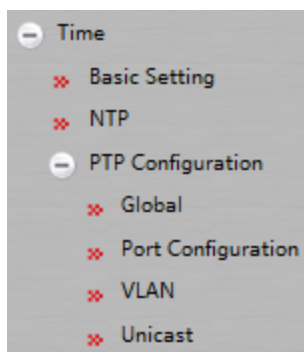 Time
Basic Setting
NTP
PTP Configuration
Global
Port Configuration
VLAN
Unicast